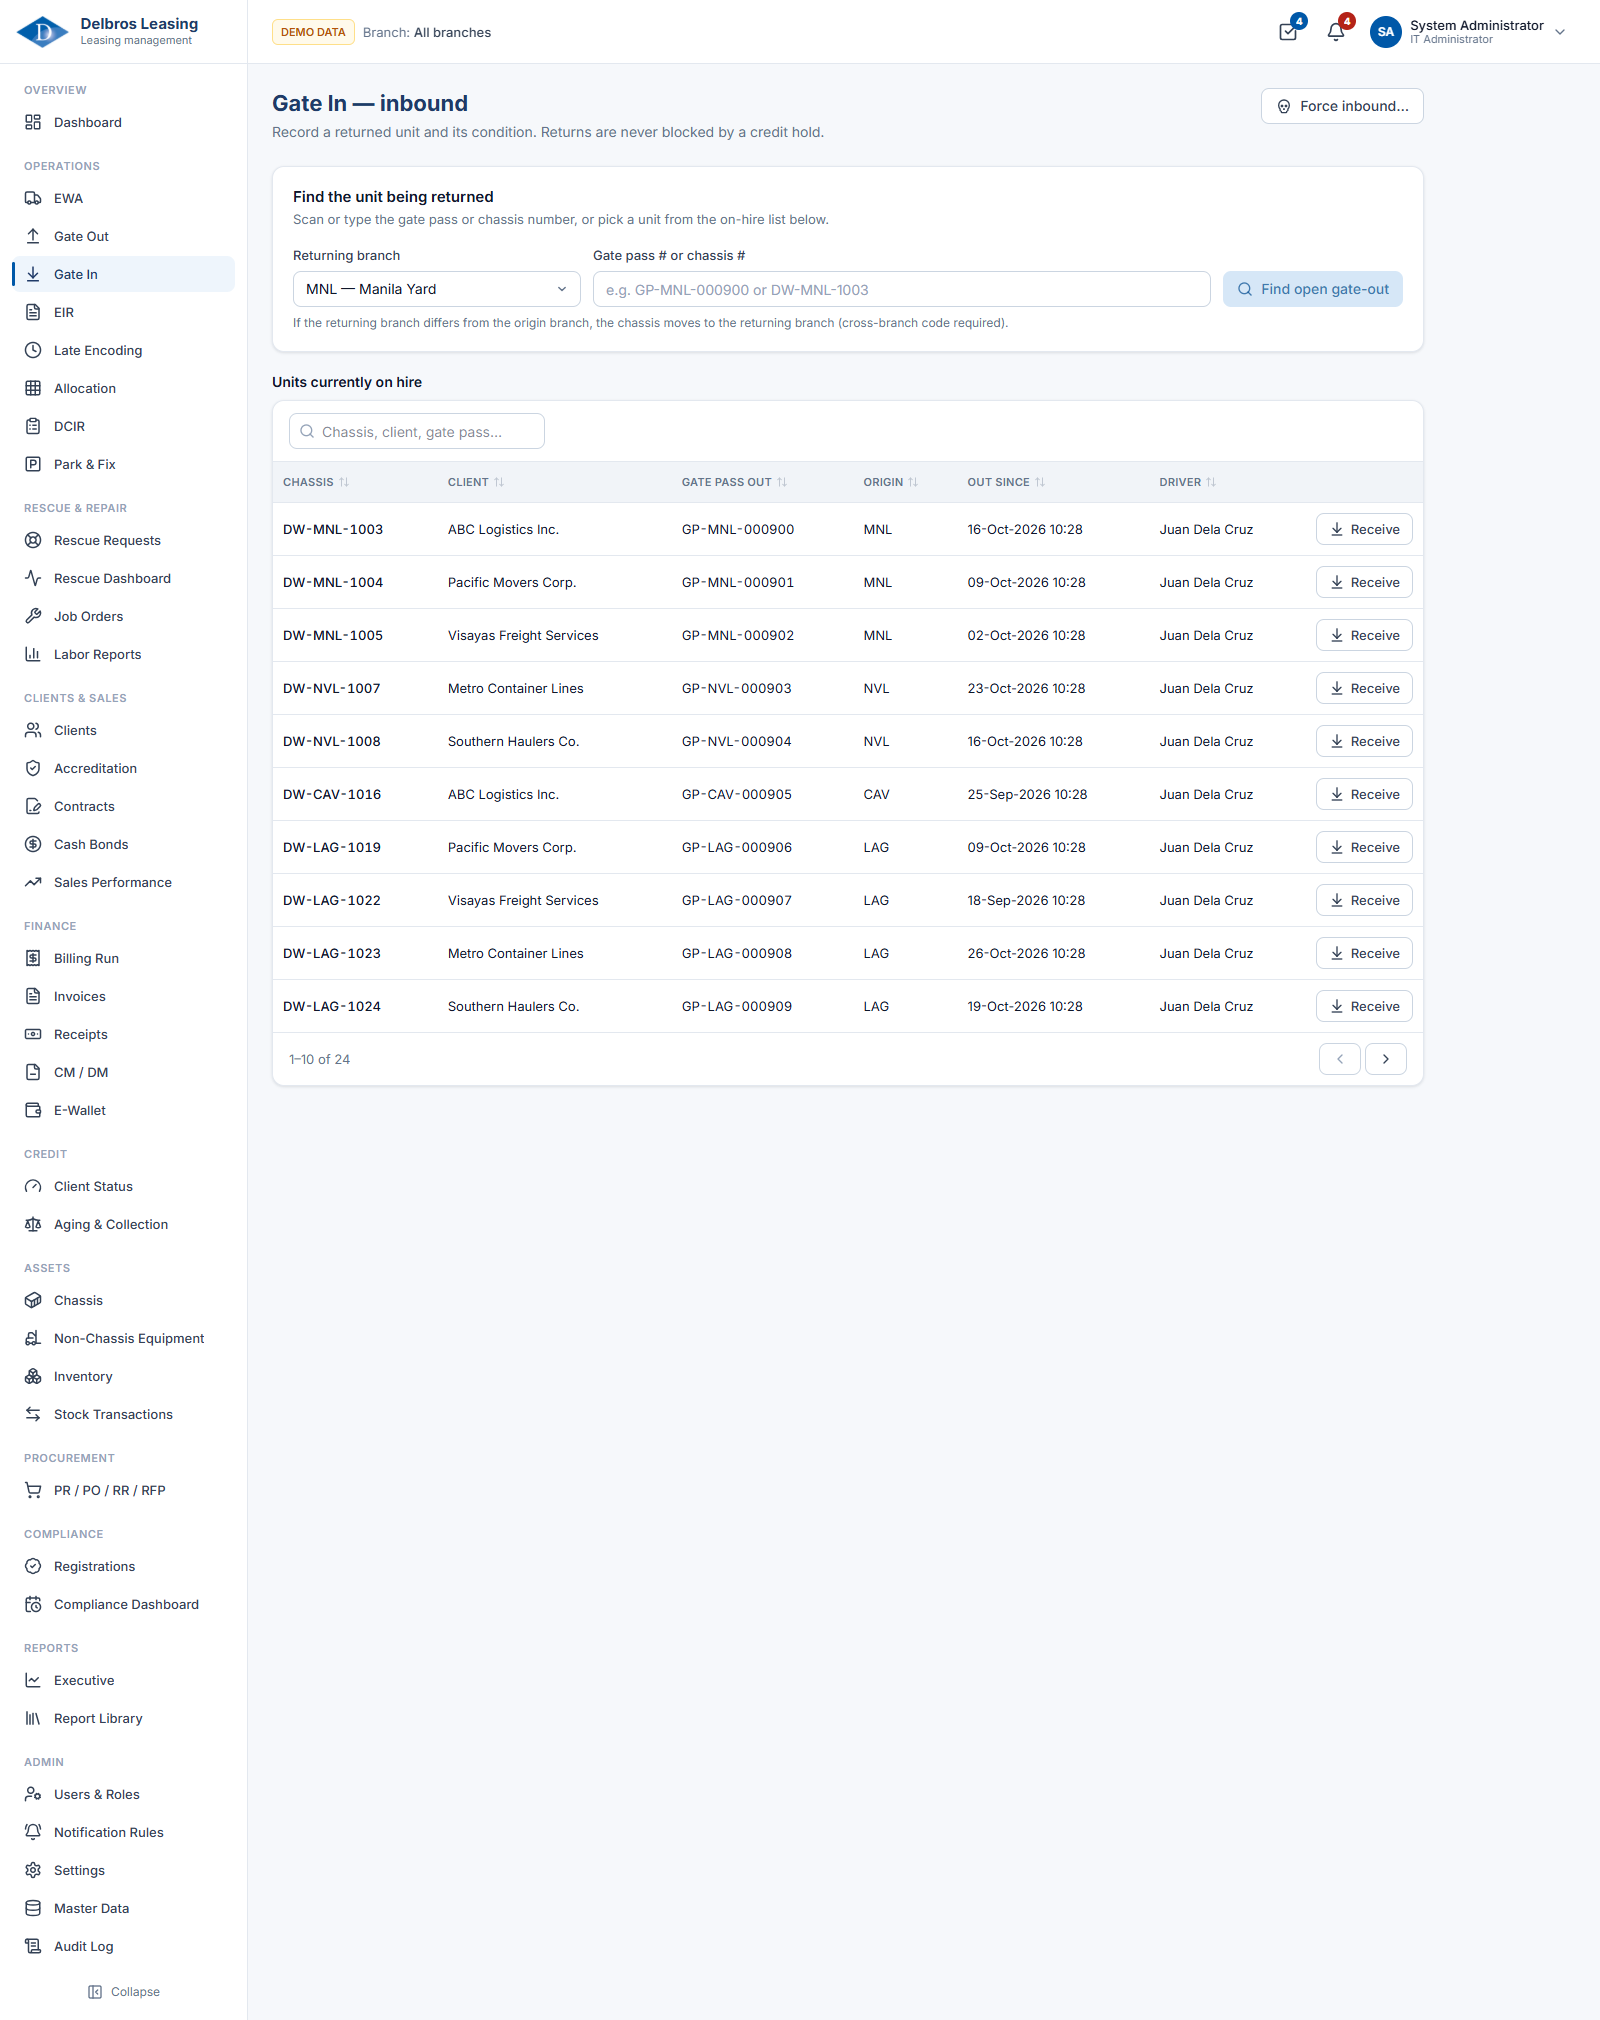 Delbros Leasing
Leasing management
DEMO DATA Branch: All branches
4
4
SA
System Administrator
IT Administrator
OVERVIEW
Dashboard
OPERATIONS
EWA
Gate Out
Gate In
EIR
Late Encoding
Allocation
DCIR
Park & Fix
RESCUE & REPAIR
Rescue Requests
Rescue Dashboard
Job Orders
Labor Reports
CLIENTS & SALES
Clients
Accreditation
Contracts
Cash Bonds
Sales Performance
FINANCE
Billing Run
Invoices
Receipts
CM / DM
E-Wallet
CREDIT
Client Status
Aging & Collection
ASSETS
Chassis
Non-Chassis Equipment
Inventory
Stock Transactions
PROCUREMENT
PR / PO / RR / RFP
COMPLIANCE
Registrations
Compliance Dashboard
REPORTS
Executive
Report Library
ADMIN
Users & Roles
Notification Rules
Settings
Master Data
Audit Log
Collapse
Gate In — inbound
Record a returned unit and its condition. Returns are never blocked by a credit hold.
Force inbound...
Find the unit being returned
Scan or type the gate pass or chassis number, or pick a unit from the on-hire list below.
Returning branch Gate pass # or chassis #
MNL — Manila Yard e.g. GP-MNL-000900 or DW-MNL-1003 Find open gate-out
If the returning branch differs from the origin branch, the chassis moves to the returning branch (cross-branch code required).
Units currently on hire
Chassis, client, gate pass...
CHASSIS CLIENT GATE PASS OUT ORIGIN OUT SINCE DRIVER
DW-MNL-1003 ABC Logistics Inc. GP-MNL-000900 MNL 16-Oct-2026 10:28 Juan Dela Cruz Receive
DW-MNL-1004 Pacific Movers Corp. GP-MNL-000901 MNL 09-Oct-2026 10:28 Juan Dela Cruz Receive
DW-MNL-1005 Visayas Freight Services GP-MNL-000902 MNL 02-Oct-2026 10:28 Juan Dela Cruz Receive
DW-NVL-1007 Metro Container Lines GP-NVL-000903 NVL 23-Oct-2026 10:28 Juan Dela Cruz Receive
DW-NVL-1008 Southern Haulers Co. GP-NVL-000904 NVL 16-Oct-2026 10:28 Juan Dela Cruz Receive
DW-CAV-1016 ABC Logistics Inc. GP-CAV-000905 CAV 25-Sep-2026 10:28 Juan Dela Cruz Receive
DW-LAG-1019 Pacific Movers Corp. GP-LAG-000906 LAG 09-Oct-2026 10:28 Juan Dela Cruz Receive
DW-LAG-1022 Visayas Freight Services GP-LAG-000907 LAG 18-Sep-2026 10:28 Juan Dela Cruz Receive
DW-LAG-1023 Metro Container Lines GP-LAG-000908 LAG 26-Oct-2026 10:28 Juan Dela Cruz Receive
DW-LAG-1024 Southern Haulers Co. GP-LAG-000909 LAG 19-Oct-2026 10:28 Juan Dela Cruz Receive
1–10 of 24